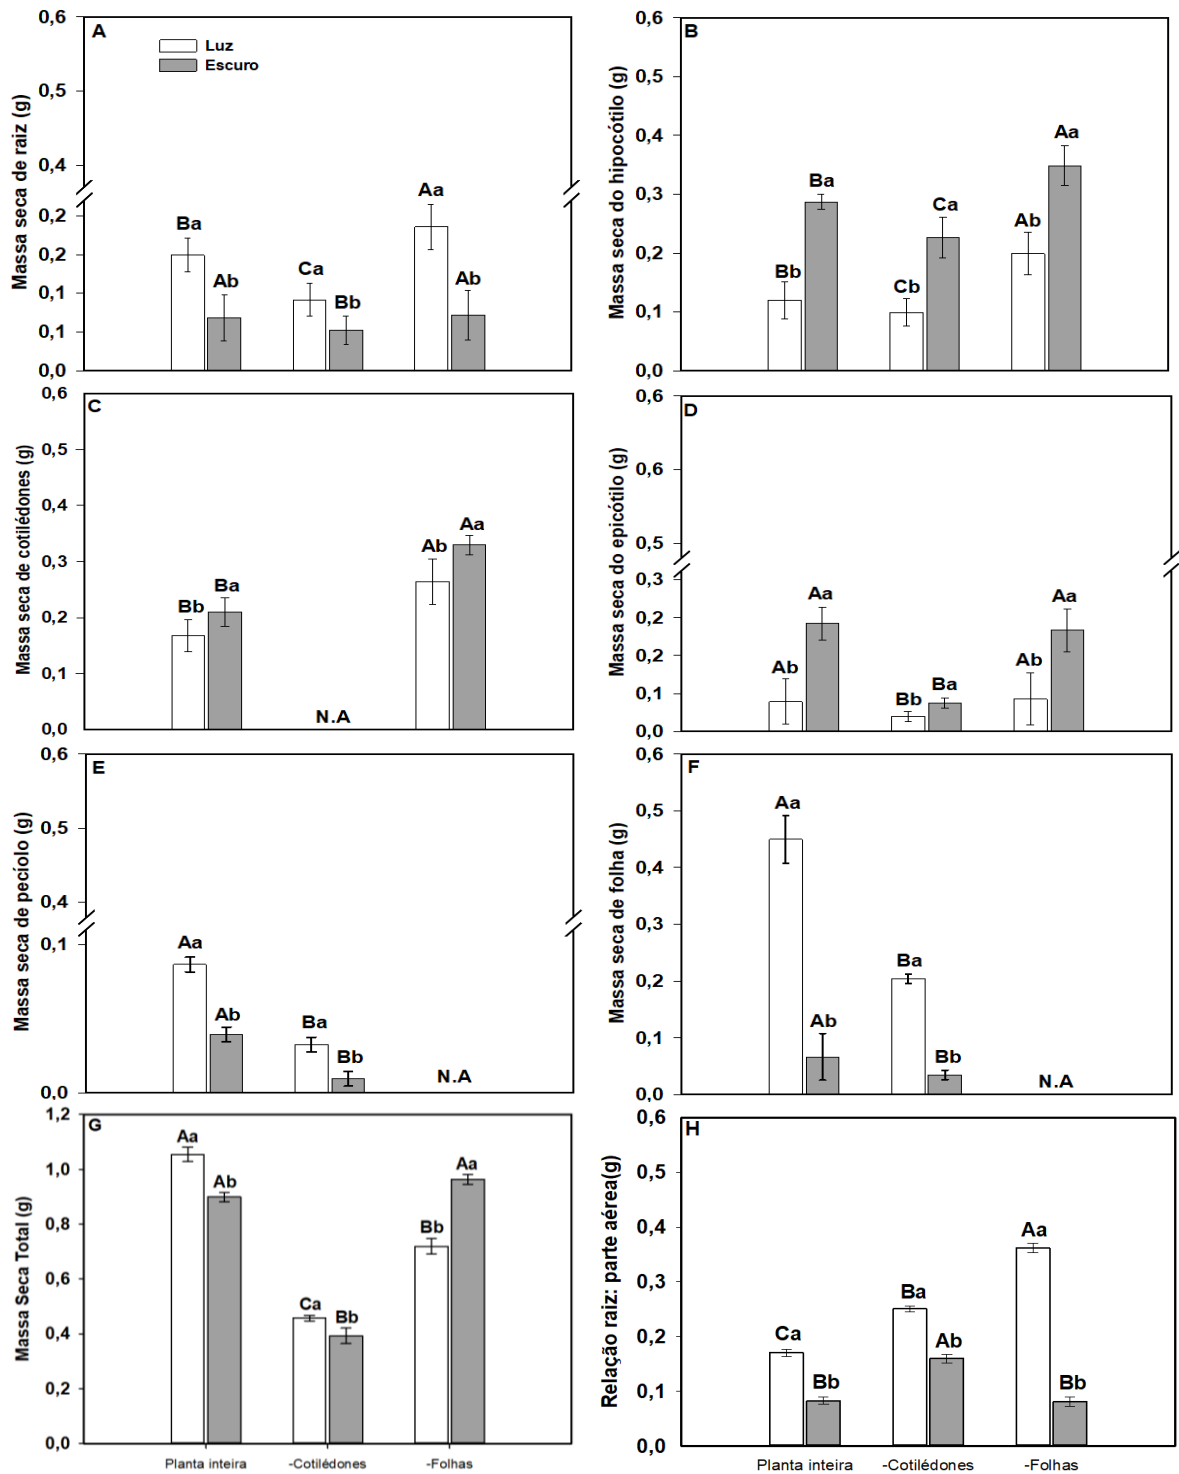 A
Luz
Escuro
Massa seca de raiz (g)
0,6
0,5
0,4
0,2
0,2
0,1
0,1
0,0
Ba
Ab
Ca
Bb
Aa
Ab
B
Massa seca do hipocótilo (g)
0,6
0,5
0,4
0,3
0,2
0,1
0,0
Bb
Ba
Cb
Ca
Ab
Aa
C
Massa seca de cotilédones (g)
0,6
0,5
0,4
0,3
0,2
0,1
0,0
Bb
Ba
N.A
Ab
Aa
D
Massa seca do epicótilo (g)
0,6
0,6
0,5
0,3
0,2
0,2
0,1
0,0
Ab
Aa
Bb
Ba
Ab
Aa
E
Massa seca de pecíolo (g)
0,6
0,5
0,4
0,1
0,0
Aa
Ab
Ba
Bb
N.A
F
Massa seca de folha (g)
0,6
0,5
0,4
0,3
0,2
0,1
0,0
Aa
Ab
Ba
Bb
N.A
G
Massa Seca Total (g)
1,2
1,0
0,8
0,6
0,4
0,2
0,0
Aa
Ab
Ca
Bb
Bb
Aa
Planta inteira
-Cotilédones
-Folhas
H
Relação raiz: parte aérea(g)
0,6
0,5
0,4
0,3
0,2
0,1
0,0
Ca
Bb
Ba
Ab
Aa
Bb
Planta inteira
-Cotilédones
-Folhas